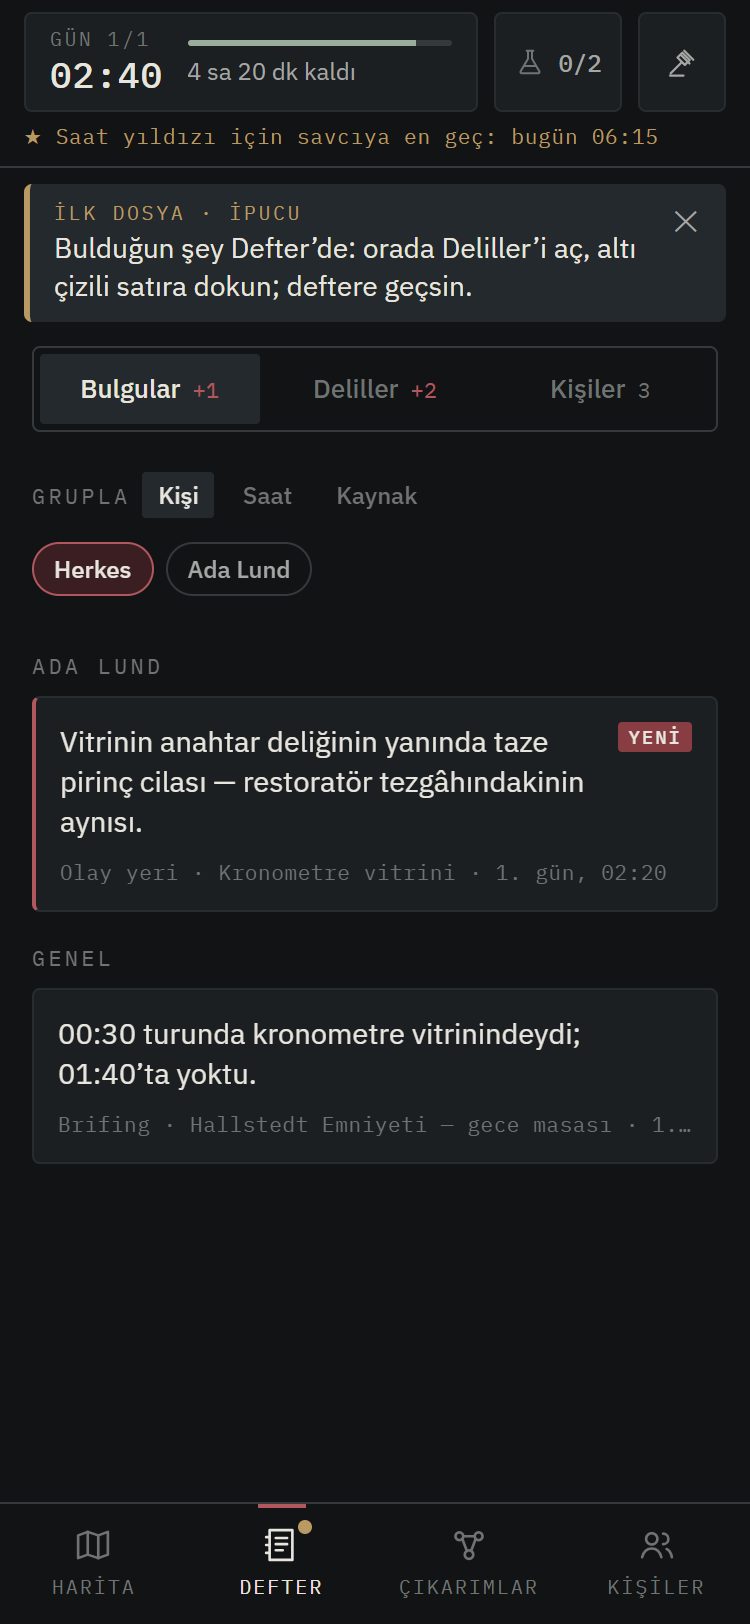 GÜN 1/1
02:40
4 sa 20 dk kaldı
0/2
★ Saat yıldızı için savcıya en geç: bugün 06:15
İLK DOSYA · İPUCU
Bulduğun şey Defter’de: orada Deliller’i aç, altı
çizili satıra dokun; deftere geçsin.
Bulgular +1
Deliller +2
Kişiler 3
GRUPLA Kişi Saat Kaynak
Herkes Ada Lund
ADA LUND
Vitrinin anahtar deliğinin yanında taze
YENİ
pirinç cilası — restoratör tezgâhındakinin
aynısı.
Olay yeri · Kronometre vitrini · 1. gün, 02:20
GENEL
00:30 turunda kronometre vitrinindeydi;
01:40’ta yoktu.
Brifing · Hallstedt Emniyeti — gece masası · 1.…
HARİTA DEFTER ÇIKARIMLAR KİŞİLER